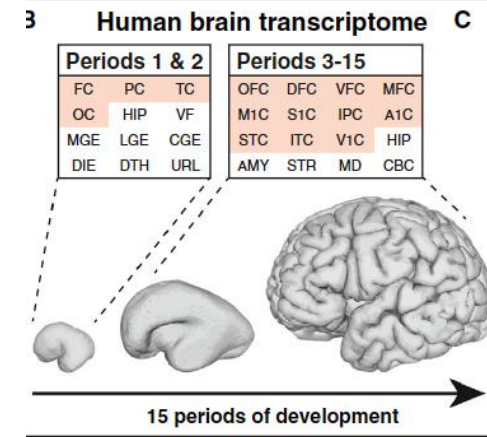 B Human brain transcriptome C
Periods 1 & 2
FC PC TC
OC HIP VF
MGE LGE CGE
DIE DTH URL
Periods 3-15
OFC DFC VFC MFC
M1C S1C IPC A1C
STC ITC V1C HIP
AMY STR MD CBC
15 periods of development